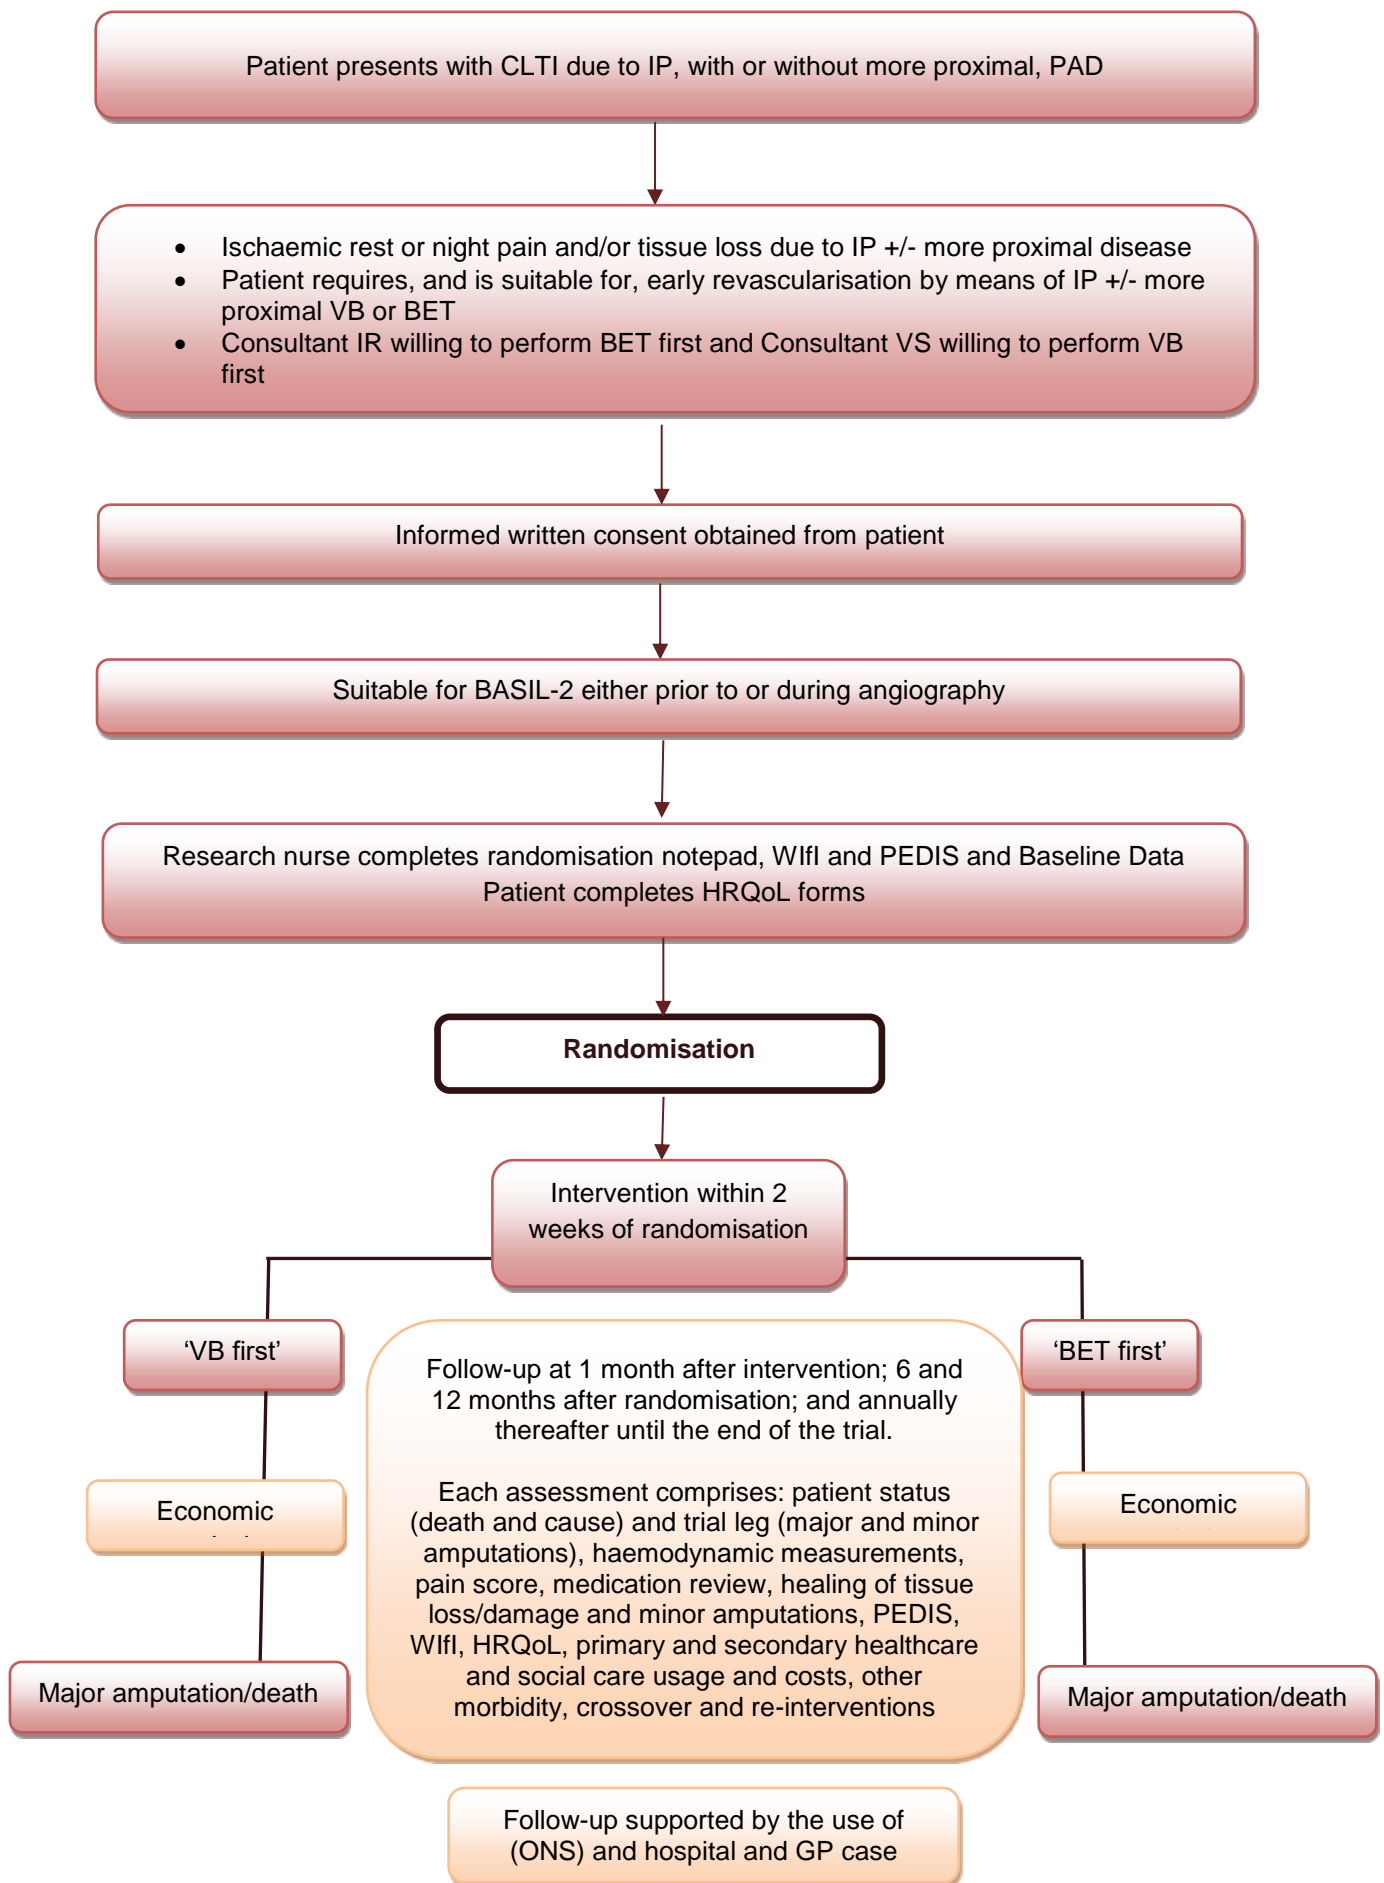 Patient presents with CLTI due to IP, with or without more proximal, PAD
• Ischaemic rest or night pain and/or tissue loss due to IP +/- more proximal disease
• Patient requires, and is suitable for, early revascularisation by means of IP +/- more
proximal VB or BET
• Consultant IR willing to perform BET first and Consultant VS willing to perform VB
first
Informed written consent obtained from patient
Suitable for BASIL-2 either prior to or during angiography
Research nurse completes randomisation notepad, WIfI and PEDIS and Baseline Data
Patient completes HRQoL forms
Randomisation
Intervention within 2
weeks of randomisation
‘VB first’
‘BET first’
Follow-up at 1 month after intervention; 6 and
12 months after randomisation; and annually
thereafter until the end of the trial.
Each assessment comprises: patient status
(death and cause) and trial leg (major and minor
amputations), haemodynamic measurements,
pain score, medication review, healing of tissue
loss/damage and minor amputations, PEDIS,
WIfI, HRQoL, primary and secondary healthcare
and social care usage and costs, other
morbidity, crossover and re-interventions
Economic
Economic
Major amputation/death
Major amputation/death
Follow-up supported by the use of
(ONS) and hospital and GP case